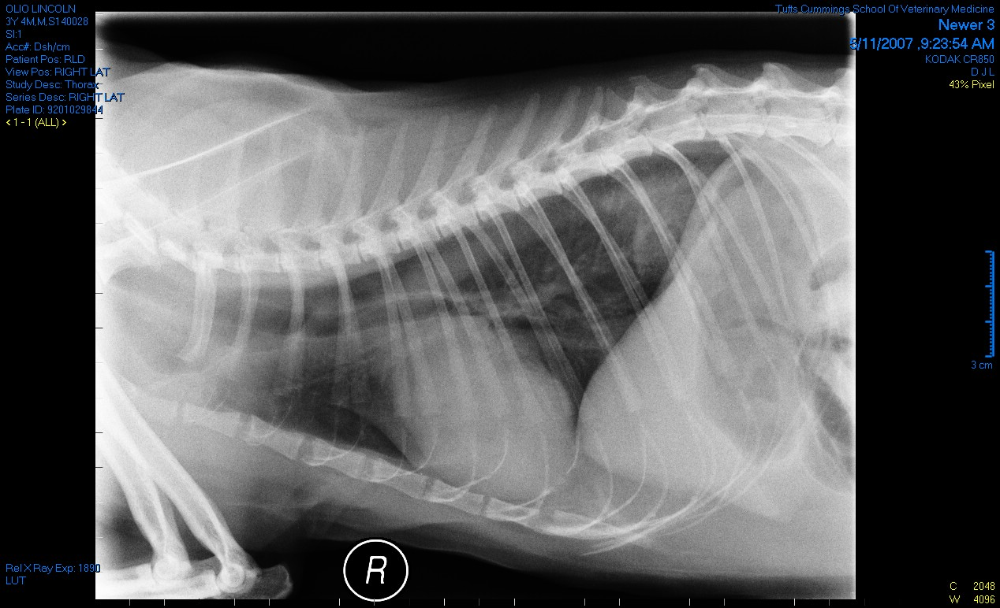 OLIO LINCOLN
3Y 4M,M,S140028
SI:1
Acc#: Dsh/cm
Patient Pos: RLD
View Pos: RIGHT LAT
Study Desc: Thorax
Series Desc: RIGHT LAT
Plate ID: 9201029844
< 1 - 1 (ALL) >
Tufts Cummings School Of Veterinary Medicine
Newer 3
5/11/2007 ,9:23:54 AM
KODAK CR850
D J L
43% Pixel
3 cm
R
Rel X Ray Exp: 1890
LUT
C 2048
W 4096